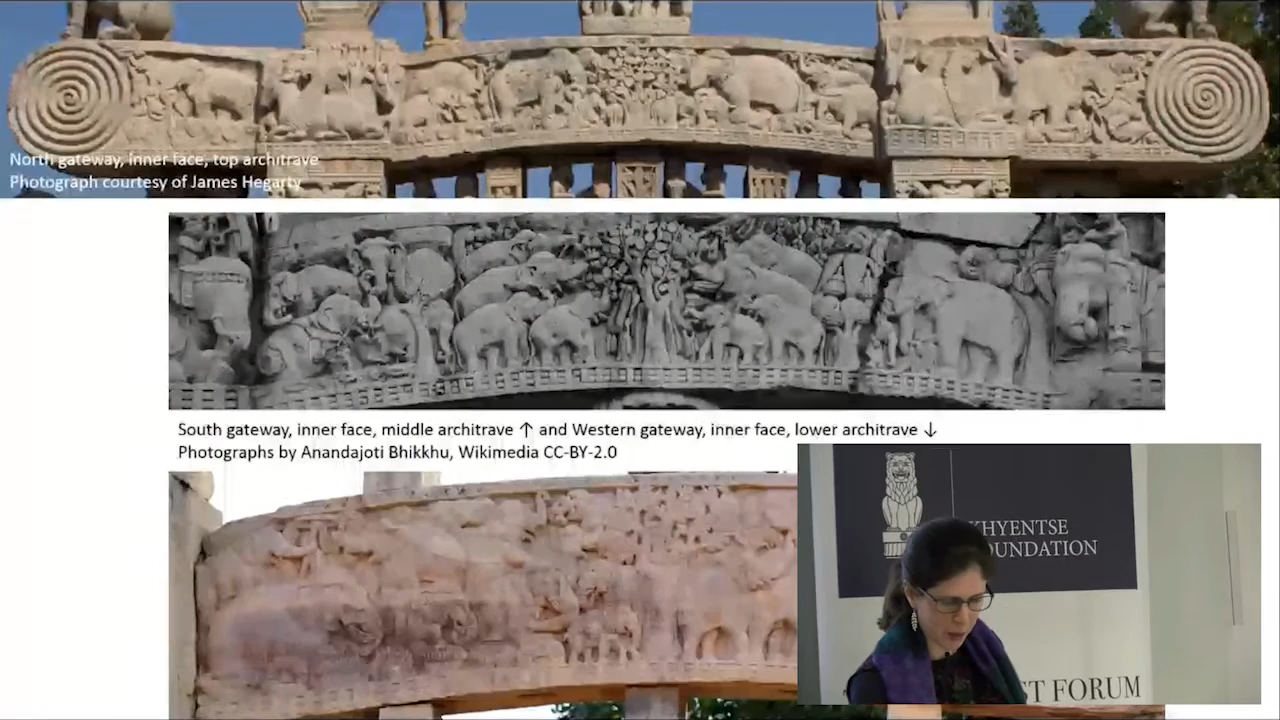 North gateway, inner face, top architrave
Photograph courtesy of James Hegarty
South gateway, inner face, middle architrave ↑ and Western gateway, inner face, lower architrave ↓
Photographs by Anandajoti Bhikkhu, Wikimedia CC-BY-2.0
KHYENTSE
FOUNDATION
FORUM